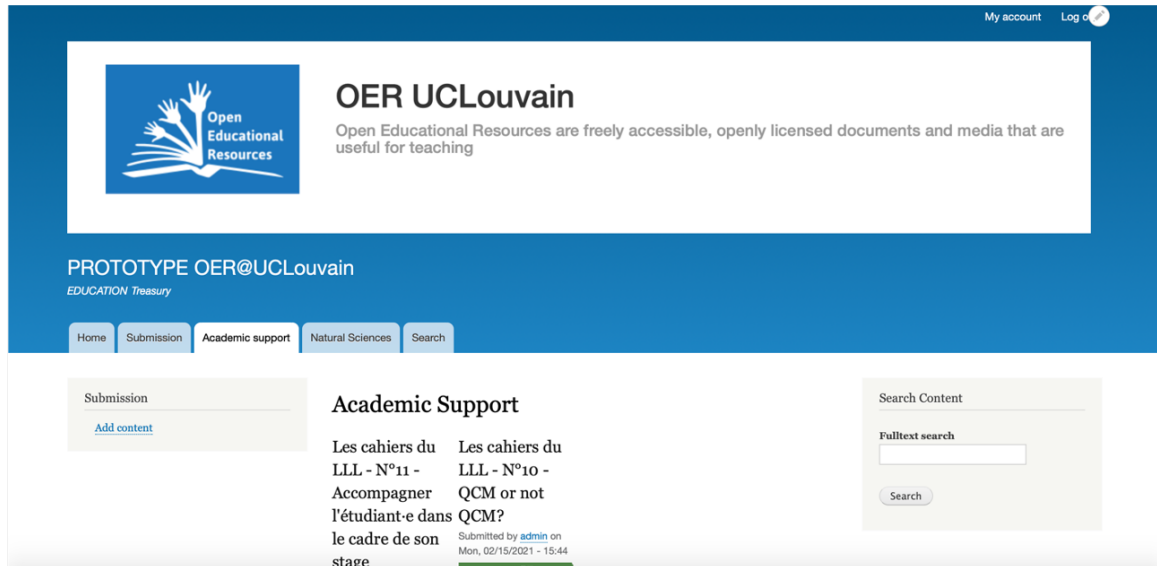 My account Log o
Open
Educational
Resources
OER UCLouvain
Open Educational Resources are freely accessible, openly licensed documents and media that are
useful for teaching
PROTOTYPE OER@UCLouvain
EDUCATION Treasury
Home Submission Academic support Natural Sciences Search
Submission
Add content
Academic Support
Les cahiers du
LLL - N°11 -
Accompagner
l'étudiant·e dans
le cadre de son
stage
Les cahiers du
LLL - N°10 -
QCM or not
QCM?
Submitted by admin on
Mon, 02/15/2021 - 15:44
Search Content
Fulltext search
Search